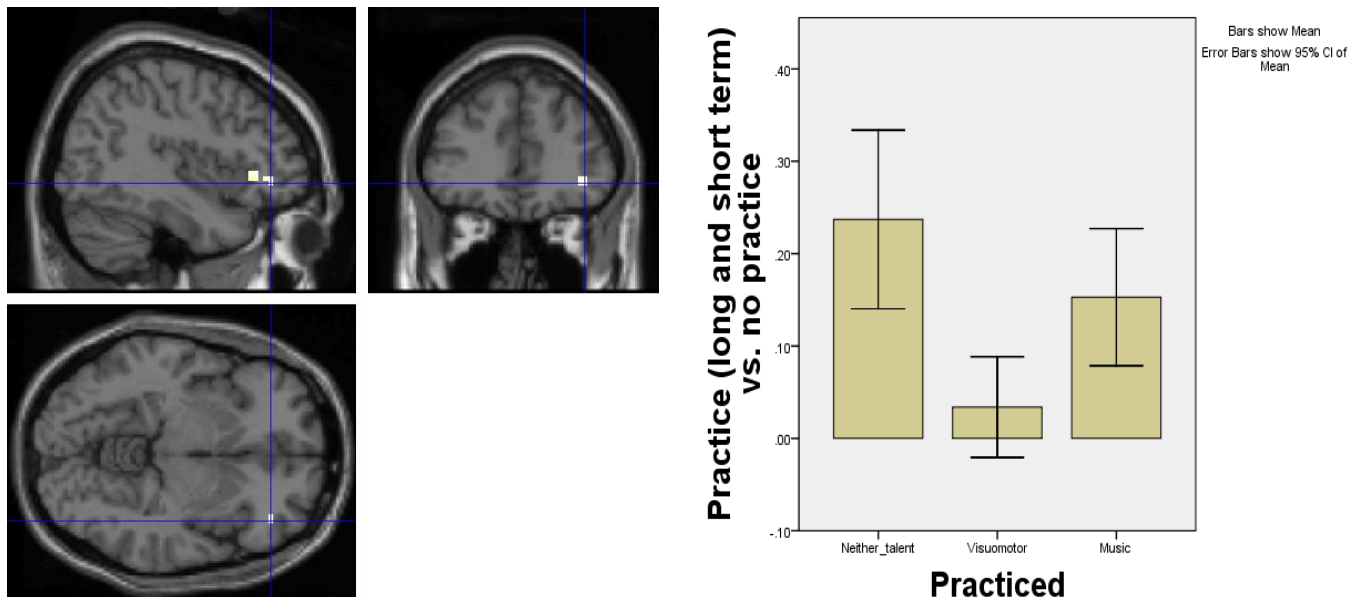 Practice (long and short term)
vs. no practice
.40
.30
.20
.10
.00
-.10
Neither_talent
Visuomotor
Music
Practiced
Bars show Mean
Error Bars show 95% CI of
Mean